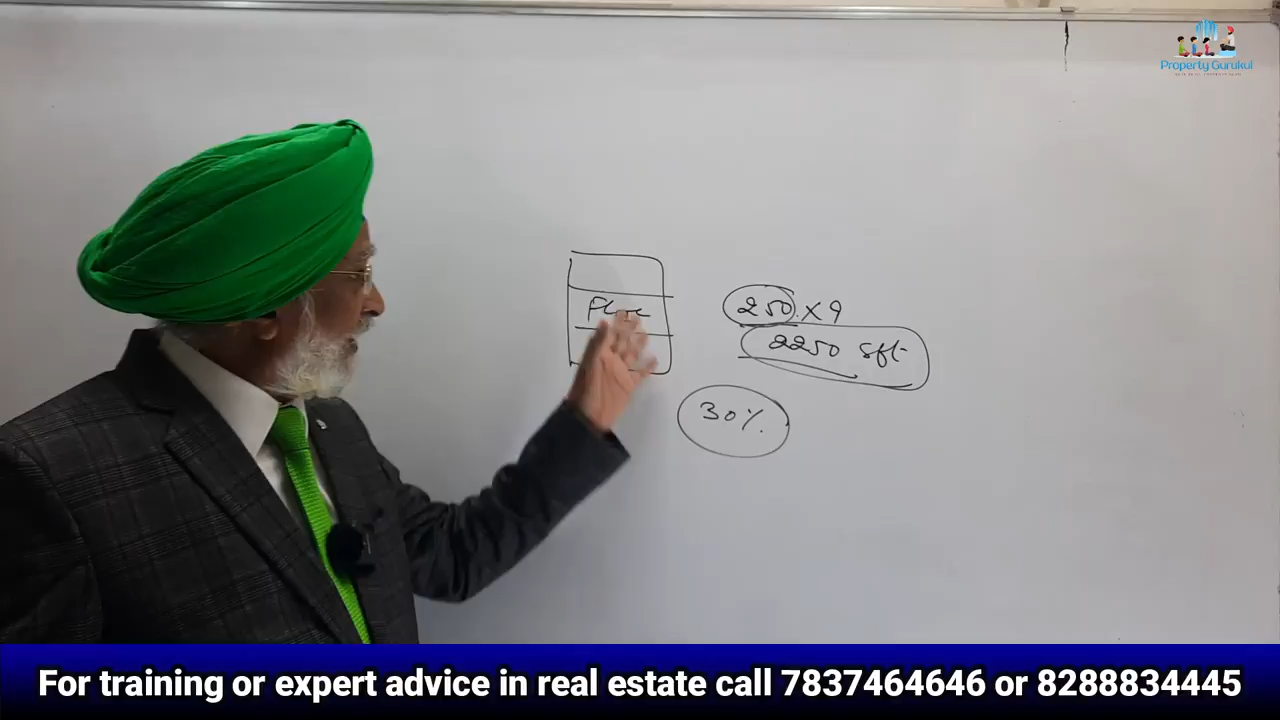 Property Gurukul
250 x 9
2250 sft
30%
For training or expert advice in real estate call 7837464646 or 8288834445